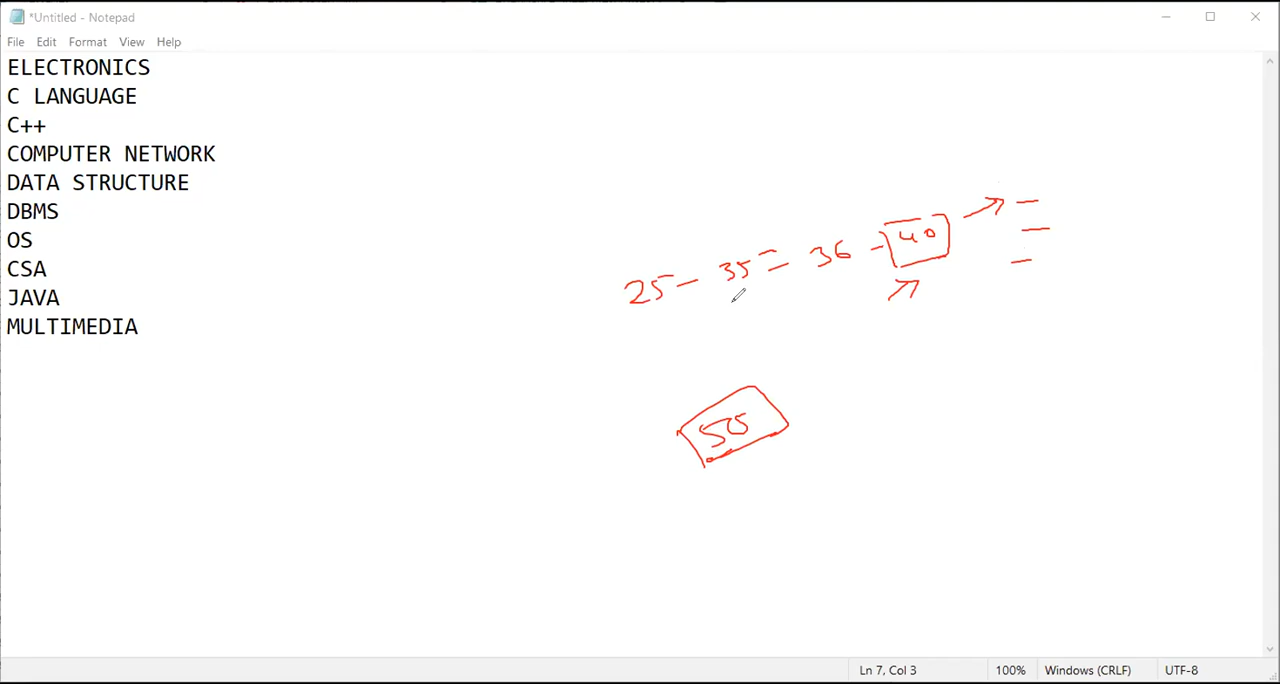 *Untitled - Notepad
File Edit Format View Help
ELECTRONICS
C LANGUAGE
C++
COMPUTER NETWORK
DATA STRUCTURE
DBMS
OS
CSA
JAVA
MULTIMEDIA
25 - 35 = 36 - 40
50
Ln 7, Col 3 100% Windows (CRLF) UTF-8